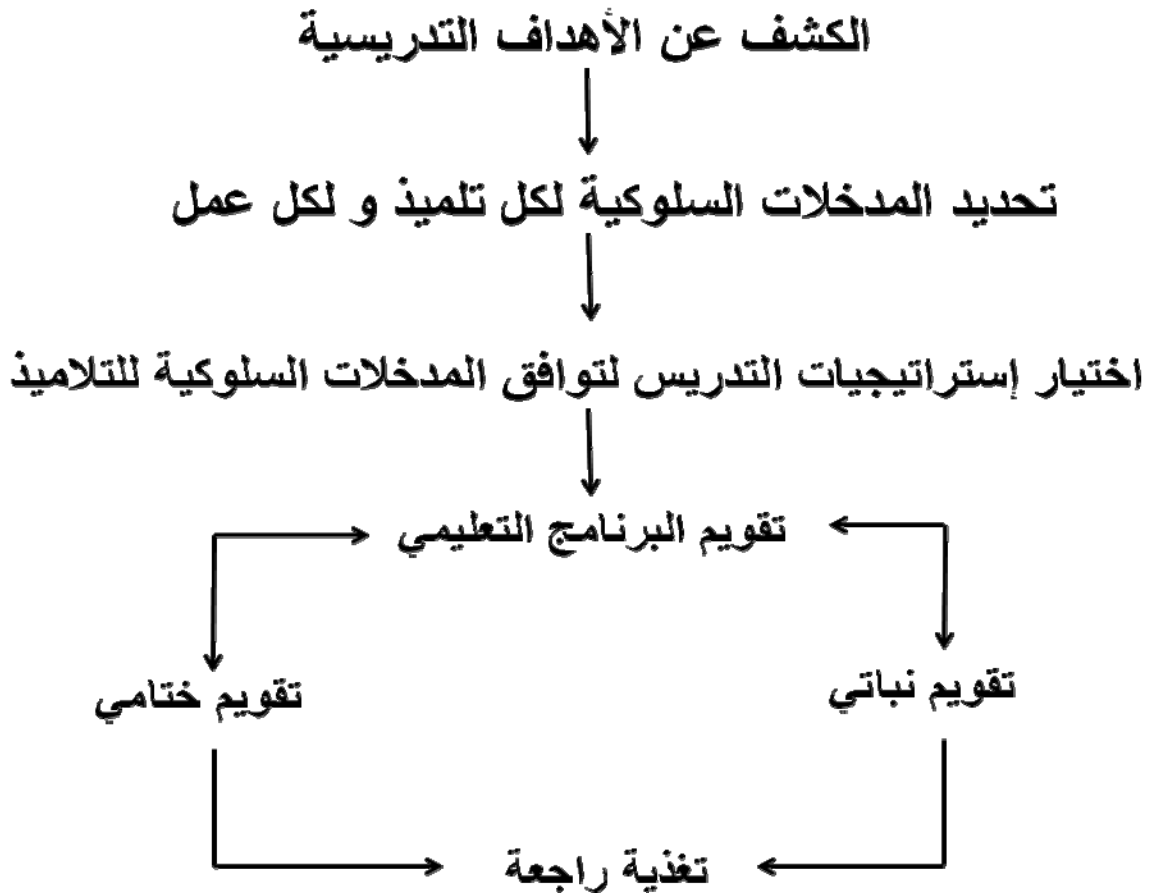 الكشف عن الأهداف التدريسية
تحديد المدخلات السلوكية لكل تلميذ و لكل عمل
اختيار إستراتيجيات التدريس لتوافق المدخلات السلوكية للتلاميذ
تقويم البرنامج التعليمي
تقويم نباتي
تقويم ختامي
تغذية راجعة